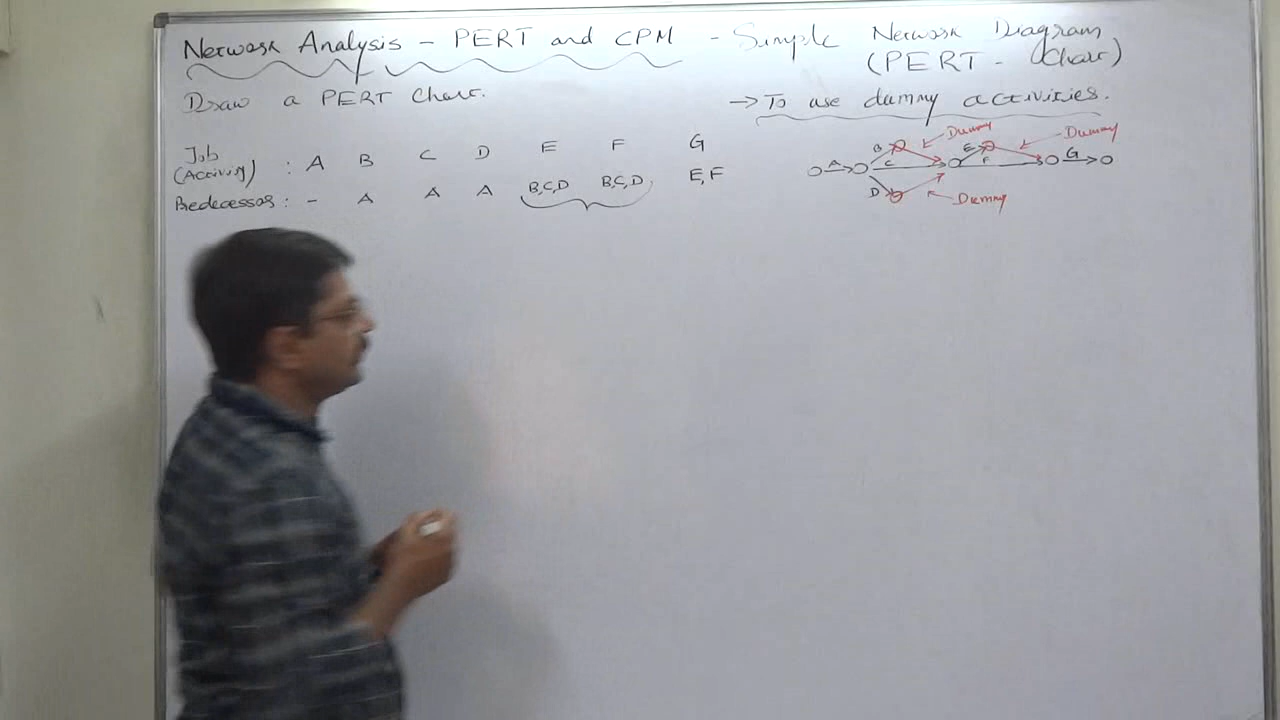 Network Analysis - PERT and CPM - Simple Network Diagram
(PERT - Chart)
Draw a PERT Chart.
→ To use dummy activities.
Job
(Activity) : A B C D E F G
Predecessor : - A A A B,C,D B,C,D E,F
A B C D E F G
Dummy
Dummy
Dummy